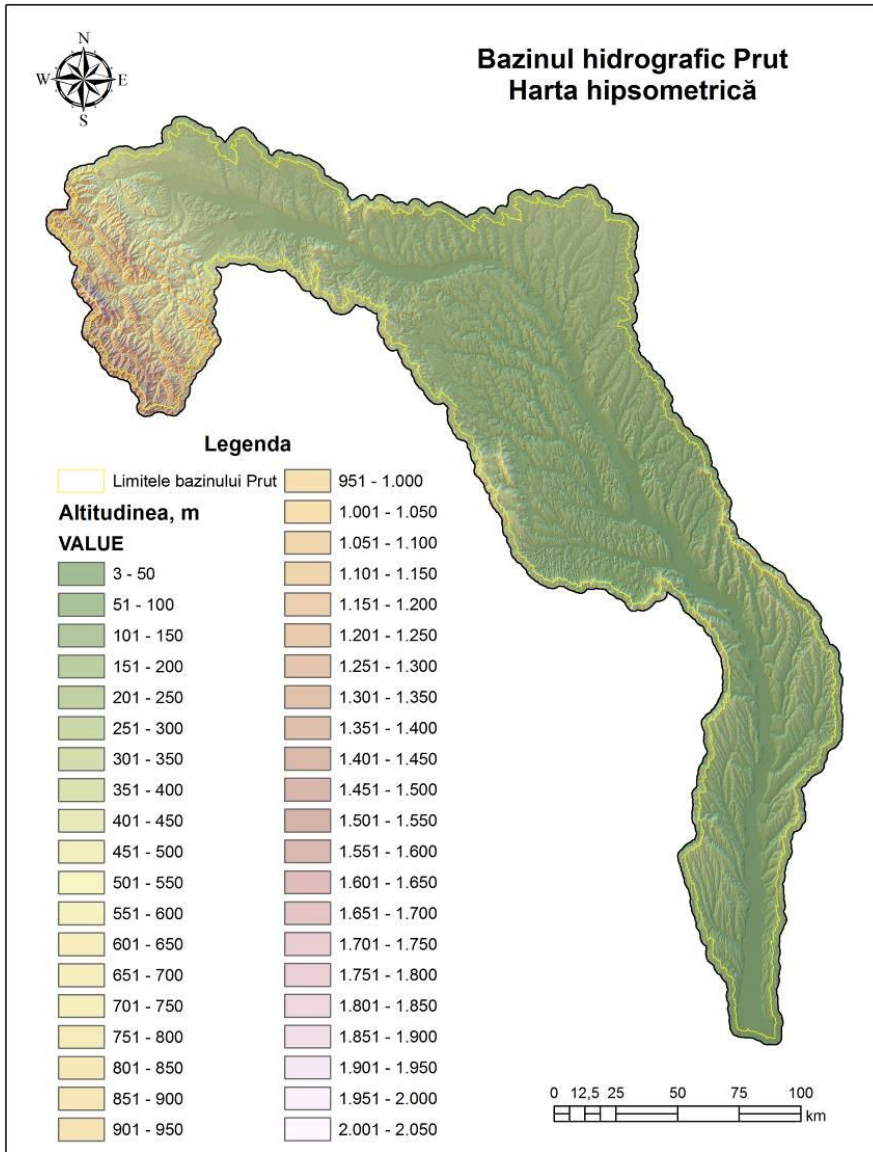 N
W E
S
Bazinul hidrografic Prut
Harta hipsometrică
Legenda
Limitele bazinului Prut
Altitudinea, m
VALUE
3 - 50
51 - 100
101 - 150
151 - 200
201 - 250
251 - 300
301 - 350
351 - 400
401 - 450
451 - 500
501 - 550
551 - 600
601 - 650
651 - 700
701 - 750
751 - 800
801 - 850
851 - 900
901 - 950
951 - 1.000
1.001 - 1.050
1.051 - 1.100
1.101 - 1.150
1.151 - 1.200
1.201 - 1.250
1.251 - 1.300
1.301 - 1.350
1.351 - 1.400
1.401 - 1.450
1.451 - 1.500
1.501 - 1.550
1.551 - 1.600
1.601 - 1.650
1.651 - 1.700
1.701 - 1.750
1.751 - 1.800
1.801 - 1.850
1.851 - 1.900
1.901 - 1.950
1.951 - 2.000
2.001 - 2.050
0 12,5 25 50 75 100
km